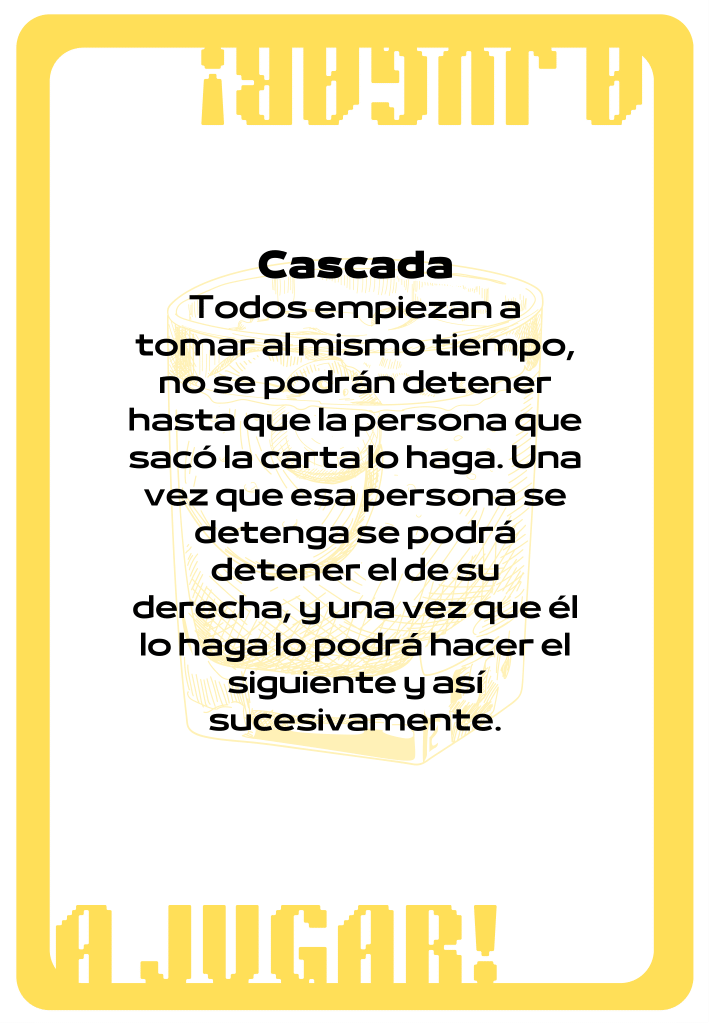 A JUGAR!
Cascada
Todos empiezan a
tomar al mismo tiempo,
no se podrán detener
hasta que la persona que
sacó la carta lo haga. Una
vez que esa persona se
detenga se podrá
detener el de su
derecha, y una vez que él
lo haga lo podrá hacer el
siguiente y así
sucesivamente.
A JUGAR!